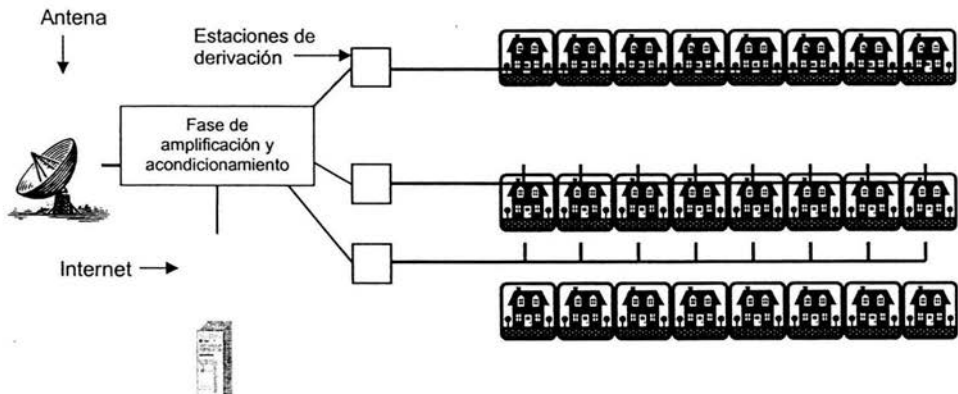 Antena
Estaciones de
derivación
Fase de
amplificación y
acondicionamiento
Internet